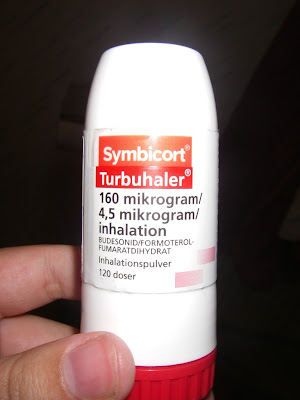 Symbicort®
Turbuhaler®
160 mikrogram/
4,5 mikrogram/
inhalation
BUDESONID/FORMOTEROL-
FUMARATDIHYDRAT
Inhalationspulver
120 doser